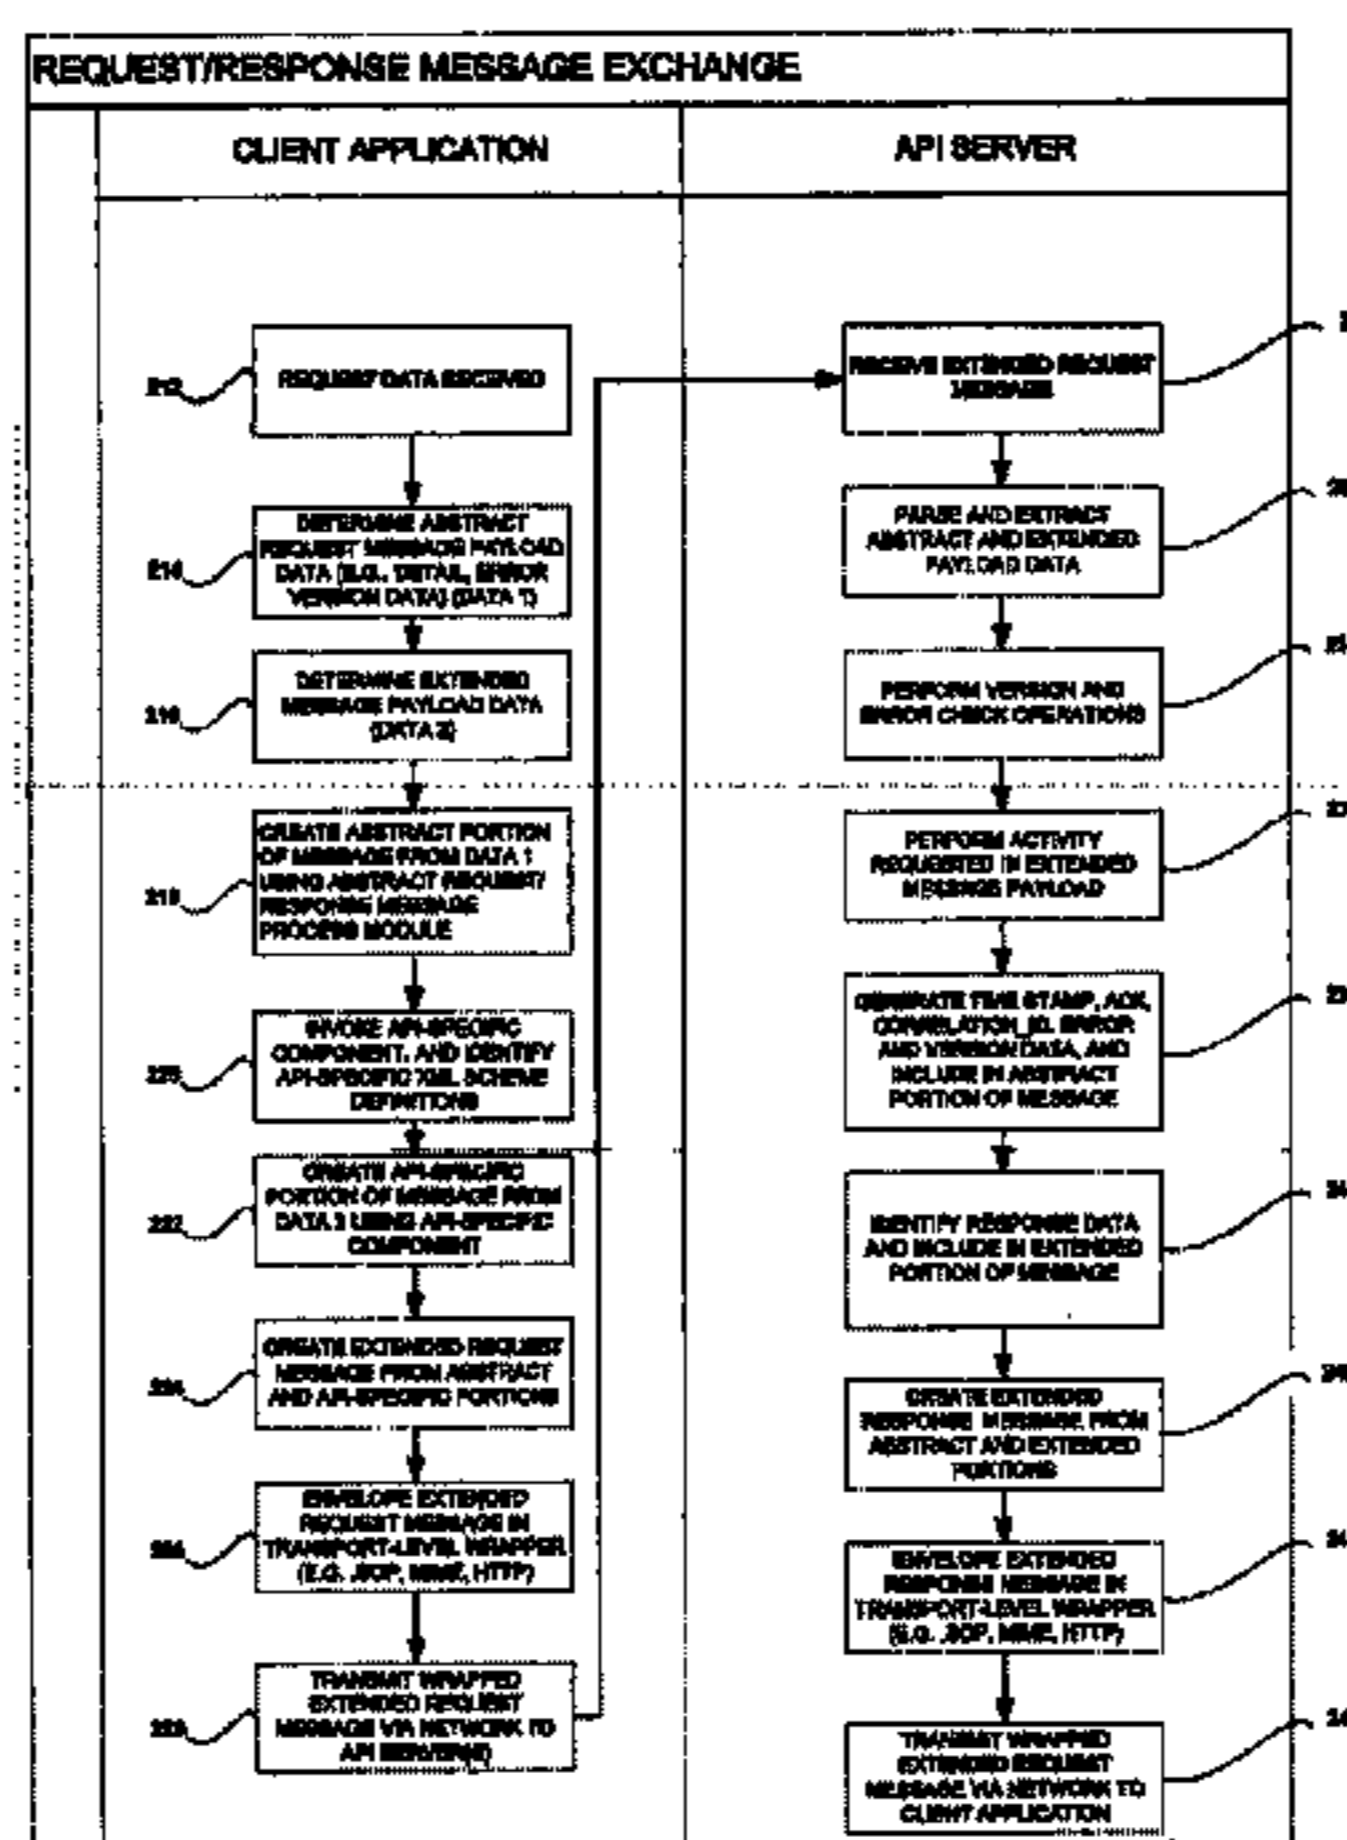 REQUEST/RESPONSE MESSAGE EXCHANGE
CLIENT APPLICATION
API SERVER
212
REQUEST DATA RECEIVED
214
DETERMINE ABSTRACT
REQUEST MESSAGE PAYLOAD
DATA (E.G., DETAIL, ERROR
VERSION DATA) (DATA 1)
216
DETERMINE EXTENDED
MESSAGE PAYLOAD DATA
(DATA 2)
218
CREATE ABSTRACT PORTION
OF MESSAGE FROM DATA 1
USING ABSTRACT REQUEST/
RESPONSE MESSAGE
PROCESS MODULE
220
INVOKE API-SPECIFIC
COMPONENT, AND IDENTIFY
API-SPECIFIC XML SCHEME
DEFINITIONS
222
CREATE API-SPECIFIC
PORTION OF MESSAGE FROM
DATA 2 USING API-SPECIFIC
COMPONENT
CREATE EXTENDED REQUEST
MESSAGE FROM ABSTRACT
AND API-SPECIFIC PORTIONS
ENVELOPE EXTENDED
REQUEST MESSAGE IN
TRANSPORT-LEVEL WRAPPER
(E.G. MIME, HTTP)
TRANSMIT WRAPPED
EXTENDED REQUEST
MESSAGE VIA NETWORK TO
API SERVER(S)
RECEIVE EXTENDED REQUEST
MESSAGE
PARSE AND EXTRACT
ABSTRACT AND EXTENDED
PAYLOAD DATA
PERFORM VERSION AND
ERROR CHECK OPERATIONS
PERFORM ACTIVITY
REQUESTED IN EXTENDED
MESSAGE PAYLOAD
GENERATE TIME STAMP, ACK,
CORRELATION_ID, ERROR
AND VERSION DATA, AND
INCLUDE IN ABSTRACT
PORTION OF MESSAGE
IDENTIFY RESPONSE DATA
AND INCLUDE IN EXTENDED
PORTION OF MESSAGE
CREATE EXTENDED
RESPONSE MESSAGE FROM
ABSTRACT AND EXTENDED
PORTIONS
ENVELOPE EXTENDED
RESPONSE MESSAGE IN
TRANSPORT-LEVEL WRAPPER
(E.G. MIME, HTTP)
TRANSMIT WRAPPED
EXTENDED REQUEST
MESSAGE VIA NETWORK TO
CLIENT APPLICATION